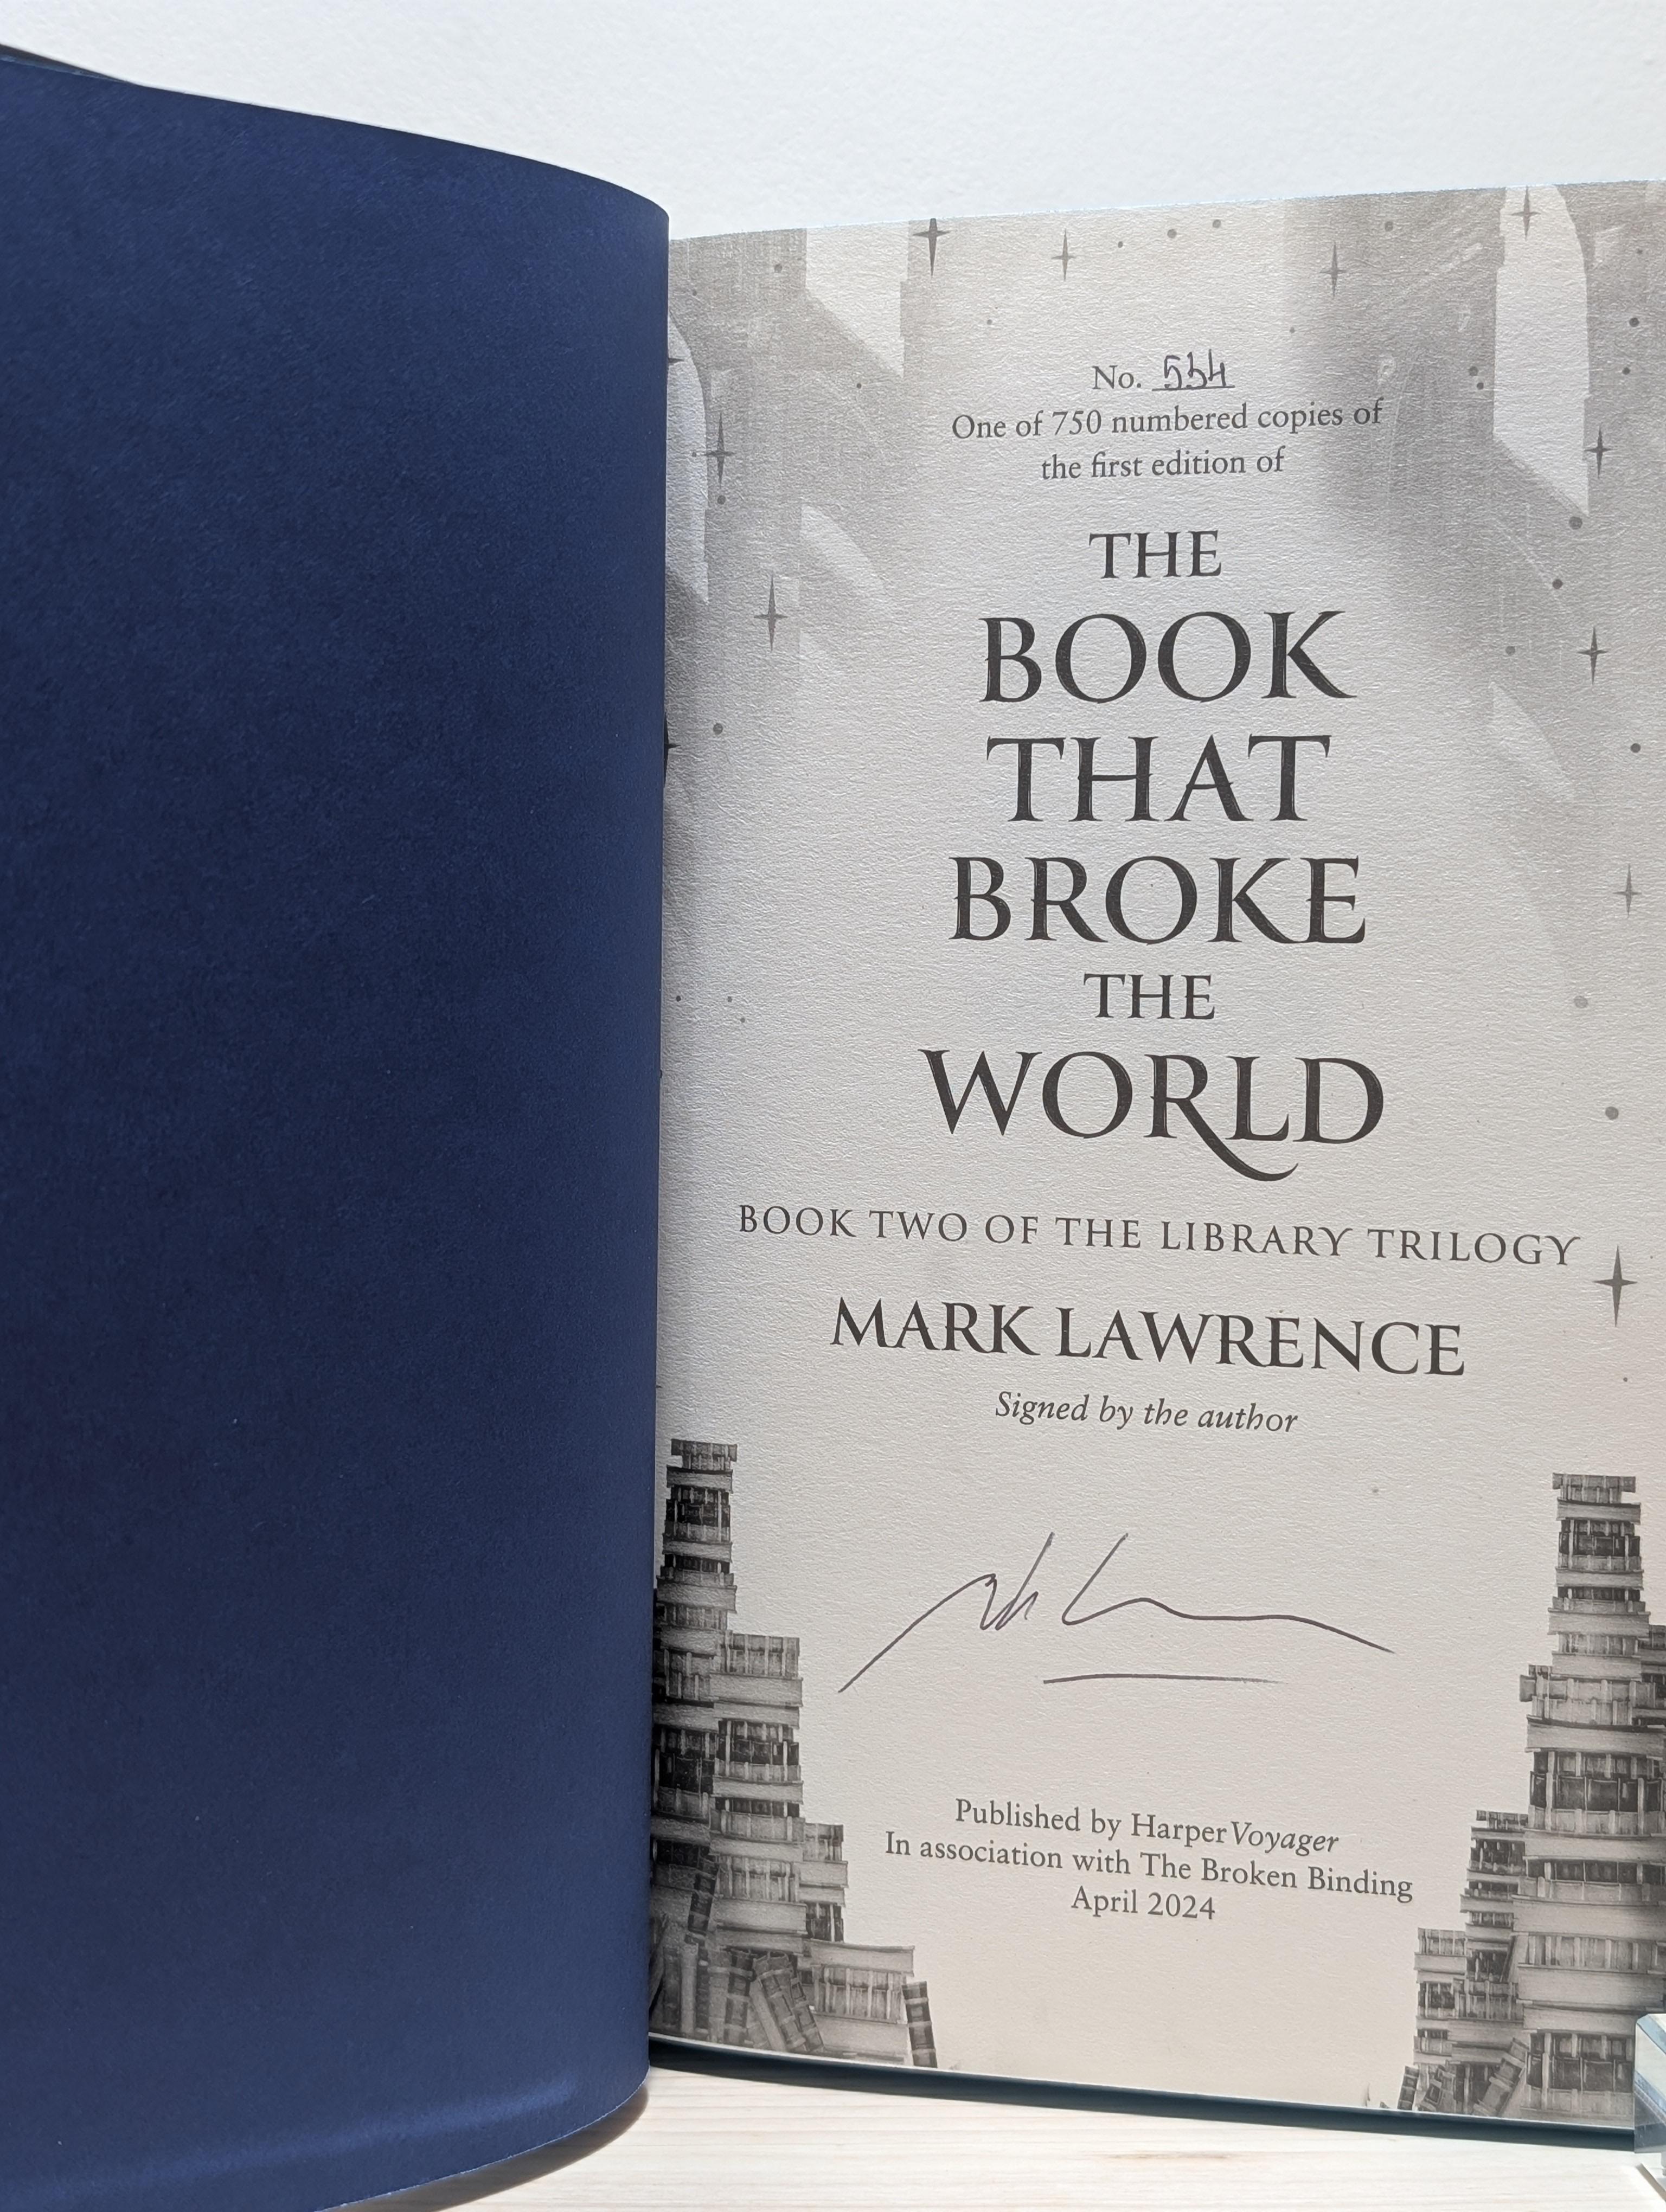 No. 554
One of 750 numbered copies of
the first edition of
THE
BOOK
THAT
BROKE
THE
WORLD
BOOK TWO OF THE LIBRARY TRILOGY
MARK LAWRENCE
Signed by the author
Published by HarperVoyager
In association with The Broken Binding
April 2024